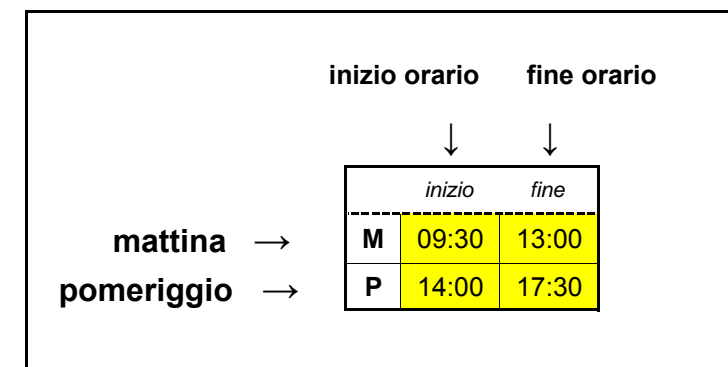 inizio orario fine orario
↓ ↓
inizio fine
mattina → M 09:30 13:00
pomeriggio → P 14:00 17:30